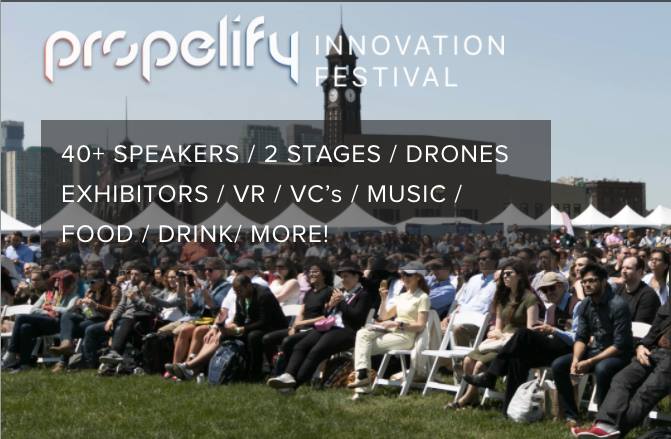 propelify INNOVATION
FESTIVAL
40+ SPEAKERS / 2 STAGES / DRONES
EXHIBITORS / VR / VC's / MUSIC /
FOOD / DRINK/ MORE!